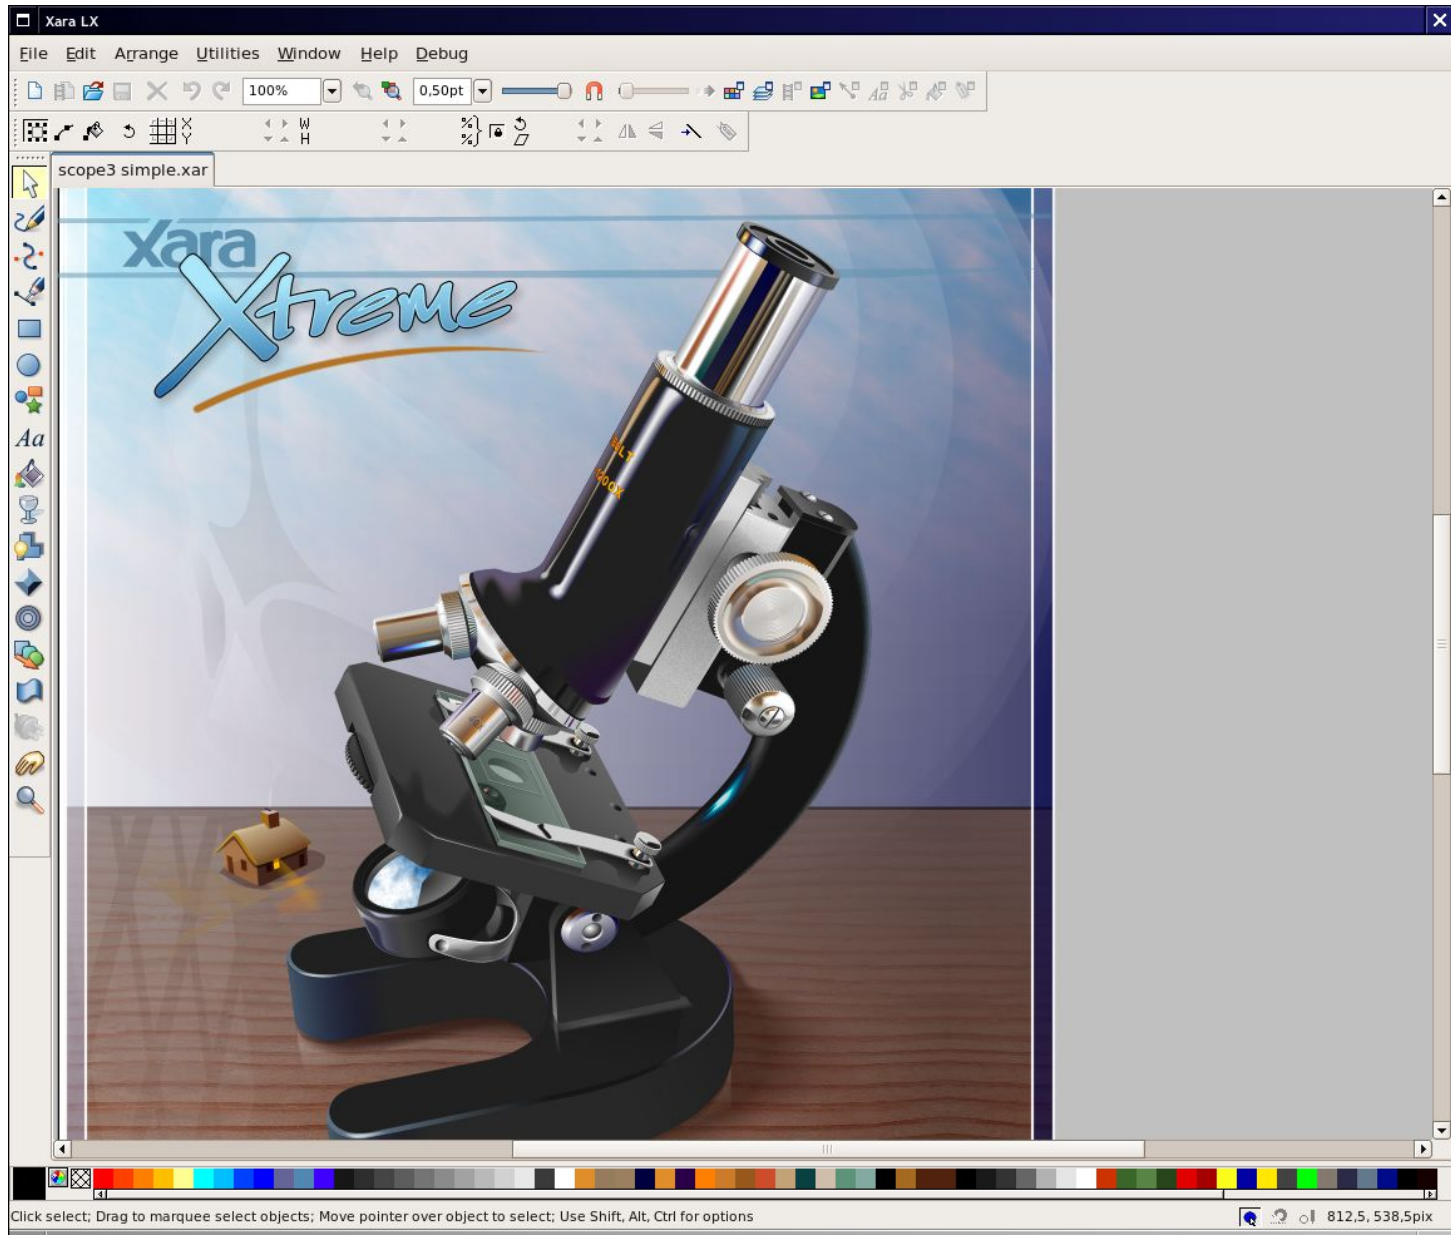 Xara LX
File Edit Arrange Utilities Window Help Debug
100% 0,50pt
X W
Y H
scope3 simple.xar
xara
Xtreme
Aa
Click select; Drag to marquee select objects; Move pointer over object to select; Use Shift, Alt, Ctrl for options
812,5, 538,5pix